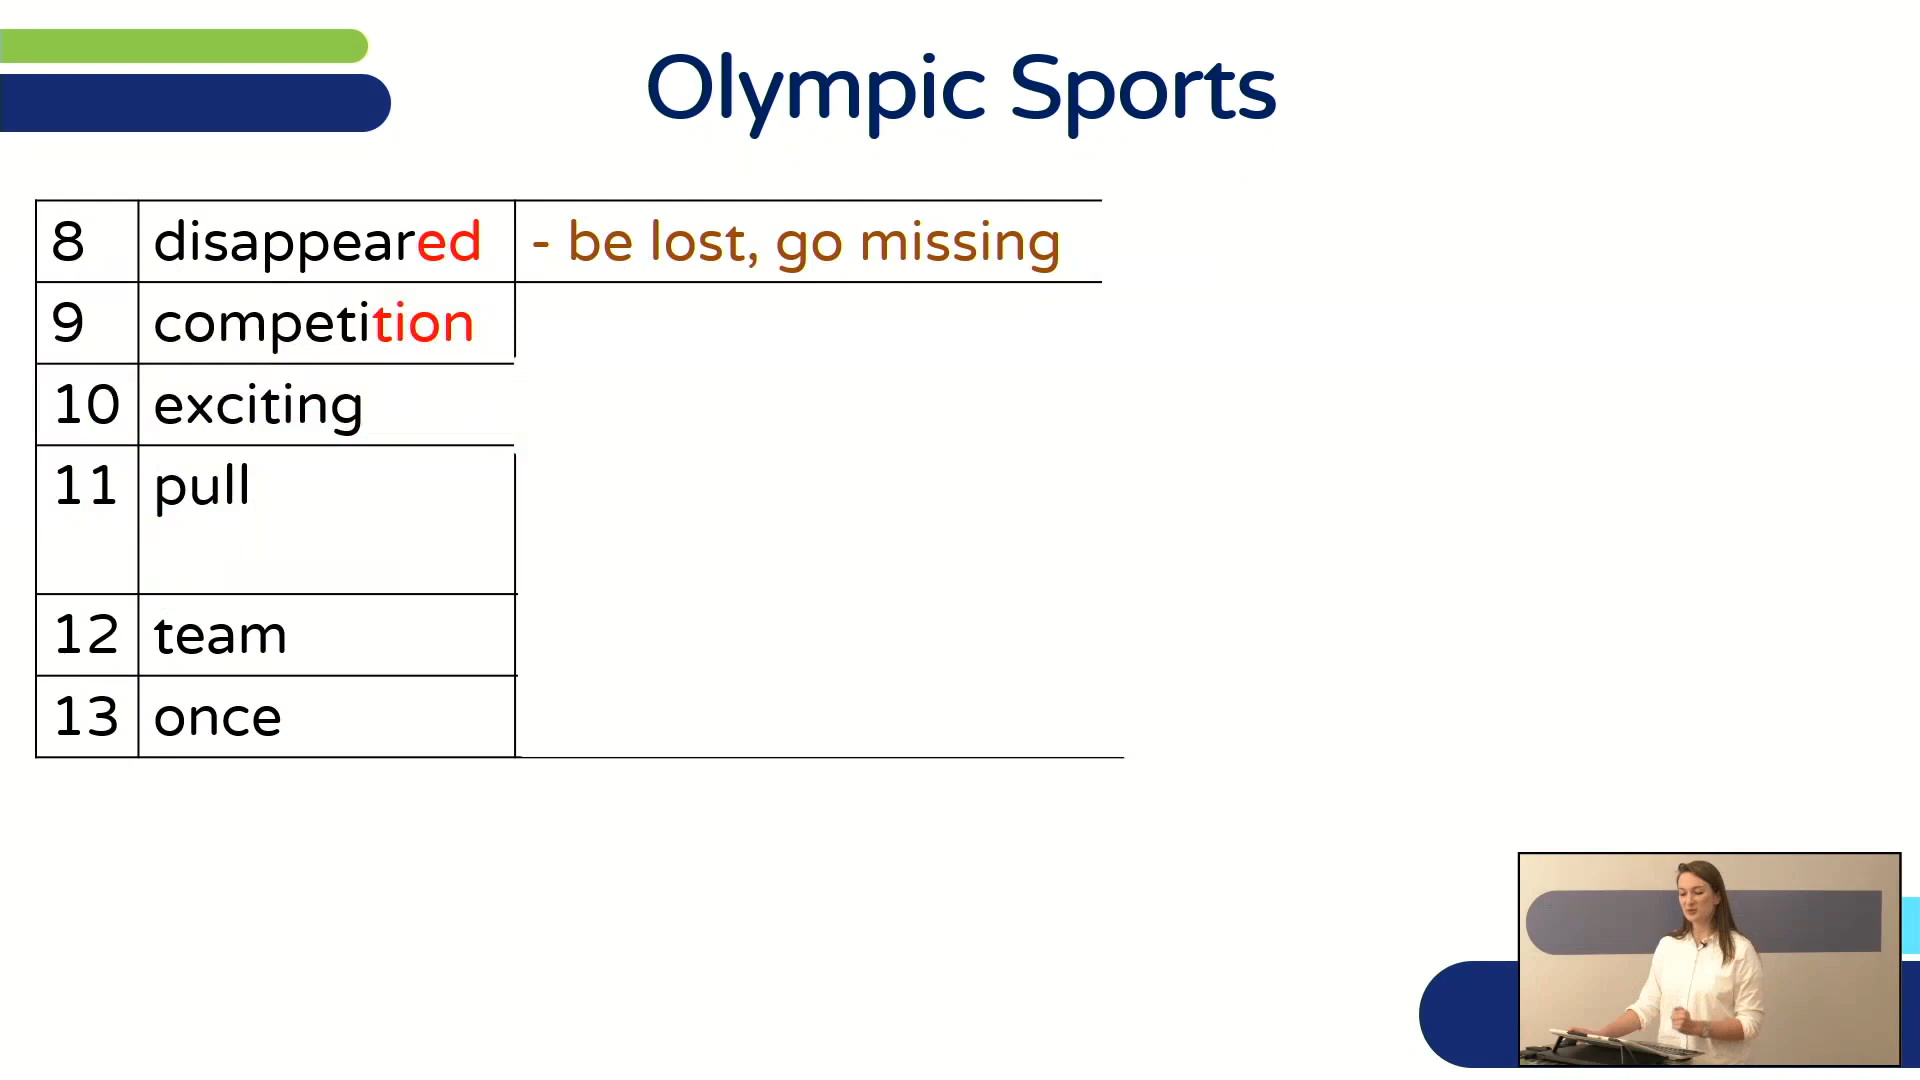 Olympic Sports
8 disappeared - be lost, go missing
9 competition
10 exciting
11 pull
12 team
13 once